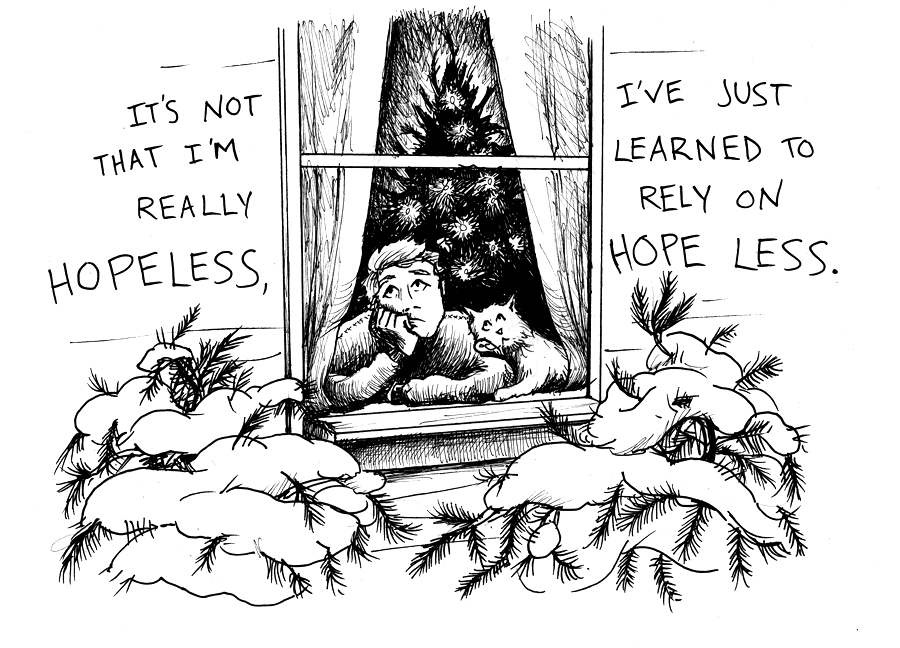 IT'S NOT
THAT I'M
REALLY
HOPELESS,
I'VE JUST
LEARNED TO
RELY ON
HOPE LESS.